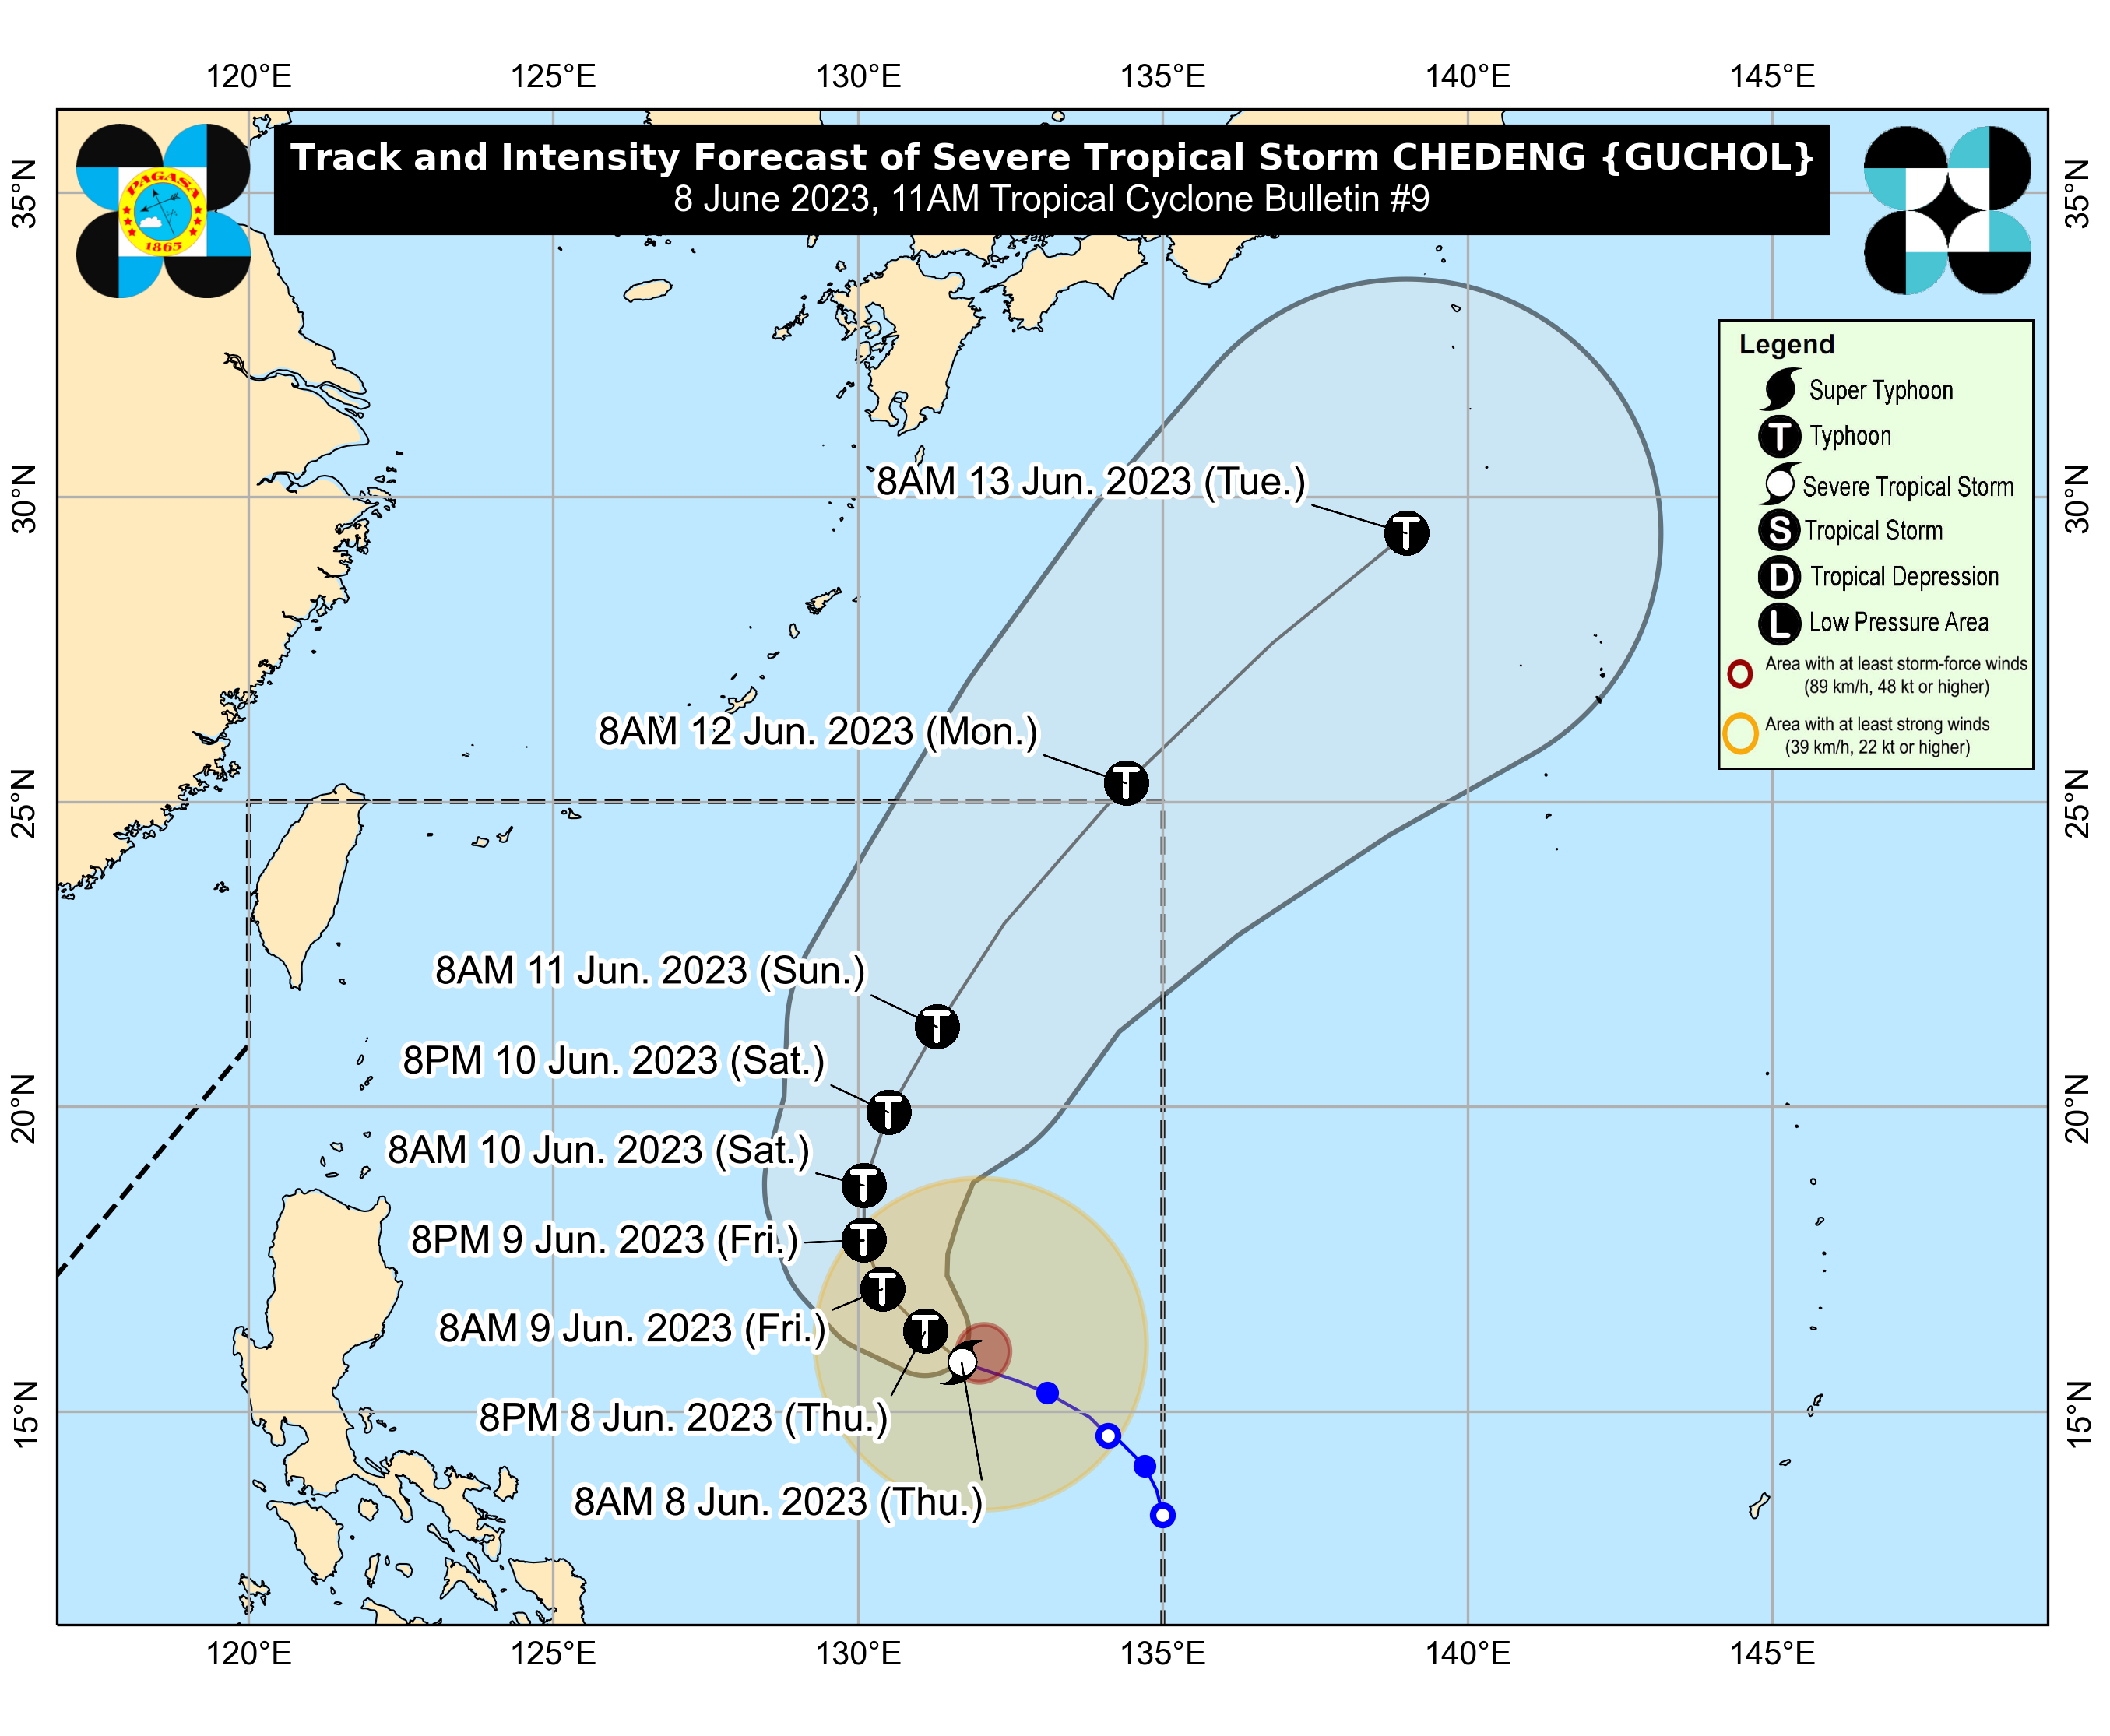 120°E 125°E 130°E 135°E 140°E 145°E
Track and Intensity Forecast of Severe Tropical Storm CHEDENG {GUCHOL}
8 June 2023, 11AM Tropical Cyclone Bulletin #9
PAGASA
1865
35°N
35°N
Legend
Super Typhoon
T Typhoon
Severe Tropical Storm
S Tropical Storm
D Tropical Depression
L Low Pressure Area
Area with at least storm-force winds
(89 km/h, 48 kt or higher)
Area with at least strong winds
(39 km/h, 22 kt or higher)
30°N
30°N
8AM 13 Jun. 2023 (Tue.)
T
8AM 12 Jun. 2023 (Mon.)
T
25°N
25°N
8AM 11 Jun. 2023 (Sun.)
T
8PM 10 Jun. 2023 (Sat.)
T
20°N
20°N
8AM 10 Jun. 2023 (Sat.)
T
8PM 9 Jun. 2023 (Fri.)
T
8AM 9 Jun. 2023 (Fri.)
T
8PM 8 Jun. 2023 (Thu.)
T
15°N
15°N
8AM 8 Jun. 2023 (Thu.)
120°E 125°E 130°E 135°E 140°E 145°E